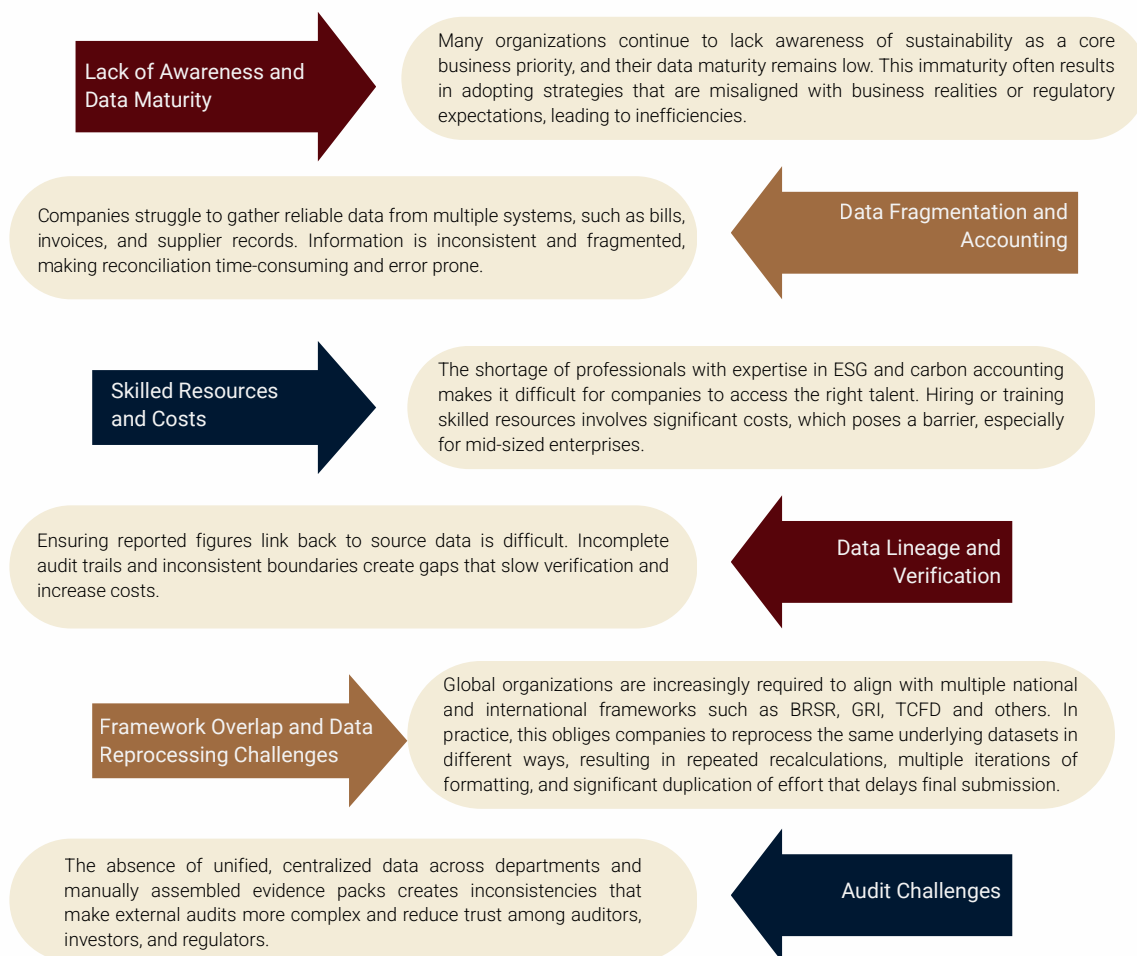 Lack of Awareness and
Data Maturity
Many organizations continue to lack awareness of sustainability as a core
business priority, and their data maturity remains low. This immaturity often results
in adopting strategies that are misaligned with business realities or regulatory
expectations, leading to inefficiencies.
Companies struggle to gather reliable data from multiple systems, such as bills,
invoices, and supplier records. Information is inconsistent and fragmented,
making reconciliation time-consuming and error prone.
Data Fragmentation and
Accounting
Skilled Resources
and Costs
The shortage of professionals with expertise in ESG and carbon accounting
makes it difficult for companies to access the right talent. Hiring or training
skilled resources involves significant costs, which poses a barrier, especially
for mid-sized enterprises.
Ensuring reported figures link back to source data is difficult. Incomplete
audit trails and inconsistent boundaries create gaps that slow verification and
increase costs.
Data Lineage and
Verification
Framework Overlap and Data
Reprocessing Challenges
Global organizations are increasingly required to align with multiple national
and international frameworks such as BRSR, GRI, TCFD and others. In
practice, this obliges companies to reprocess the same underlying datasets in
different ways, resulting in repeated recalculations, multiple iterations of
formatting, and significant duplication of effort that delays final submission.
The absence of unified, centralized data across departments and
manually assembled evidence packs creates inconsistencies that
make external audits more complex and reduce trust among auditors,
investors, and regulators.
Audit Challenges